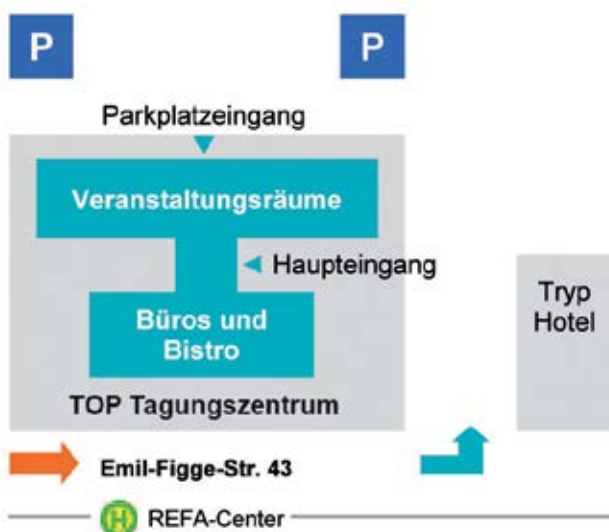 P
P
Parkplatzeingang
Veranstaltungsräume
Haupteingang
Büros und
Bistro
Tryp
Hotel
TOP Tagungszentrum
Emil-Figge-Str. 43
H REFA-Center